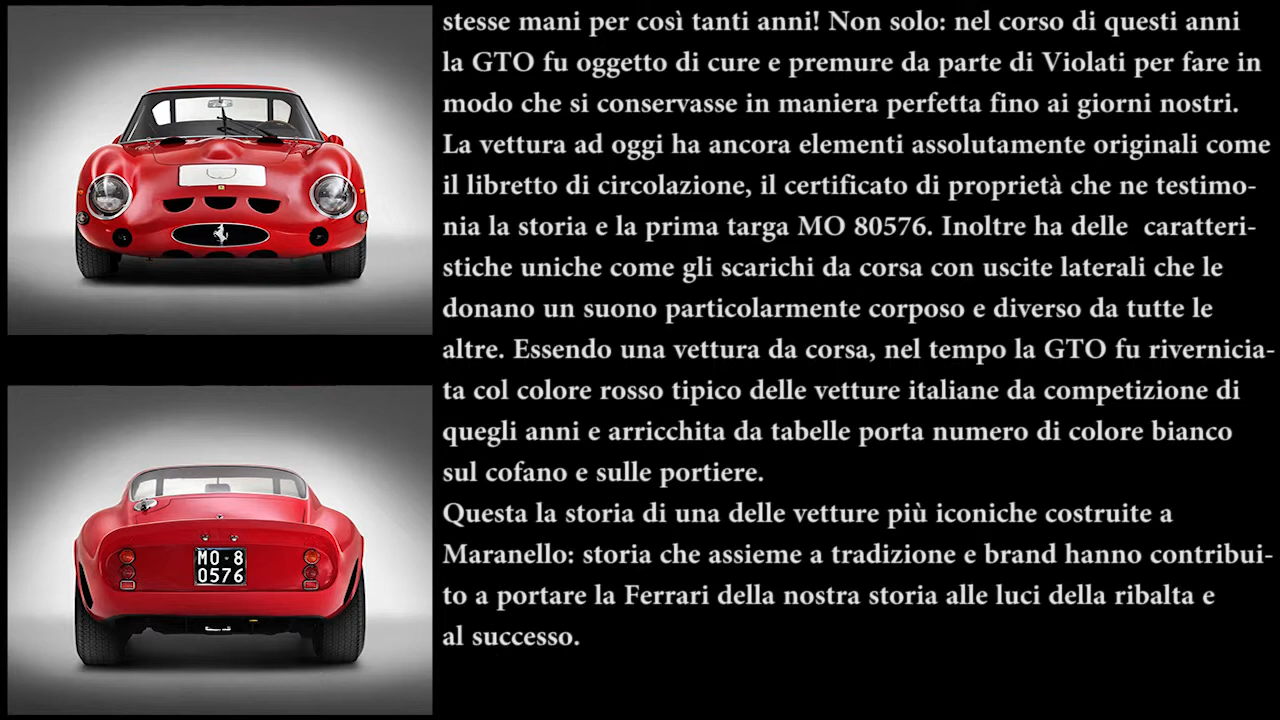 stesse mani per così tanti anni! Non solo: nel corso di questi anni
la GTO fu oggetto di cure e premure da parte di Violati per fare in
modo che si conservasse in maniera perfetta fino ai giorni nostri.
La vettura ad oggi ha ancora elementi assolutamente originali come
il libretto di circolazione, il certificato di proprietà che ne testimo-
nia la storia e la prima targa MO 80576. Inoltre ha delle  caratteri-
stiche uniche come gli scarichi da corsa con uscite laterali che le
donano un suono particolarmente corposo e diverso da tutte le
altre. Essendo una vettura da corsa, nel tempo la GTO fu rivernicia-
ta col colore rosso tipico delle vetture italiane da competizione di
quegli anni e arricchita da tabelle porta numero di colore bianco
sul cofano e sulle portiere.
Questa la storia di una delle vetture più iconiche costruite a
Maranello: storia che assieme a tradizione e brand hanno contribui-
to a portare la Ferrari della nostra storia alle luci della ribalta e
al successo.
MO·8
0576